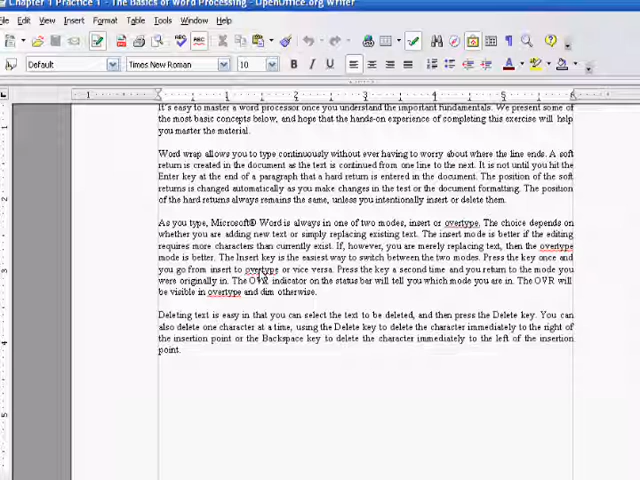 Chapter 1 Practice 1 - The Basics of Word Processing - OpenOffice.org Writer
Edit View Insert Format Table Tools Window Help
Default Times New Roman 10 B I U
1 1 2 3 4 5 6
It's easy to master a word processor once you understand the important fundamentals. We present some of
the most basic concepts below, and hope that the hands-on experience of completing this exercise will help
you master the material.
Word wrap allows you to type continuously without ever having to worry about where the line ends. A soft
return is created in the document as the text is continued from one line to the next. It is not until you hit the
Enter key at the end of a paragraph that a hard return is entered in the document. The position of the soft
returns is changed automatically as you make changes in the test or the document formatting. The position
of the hard returns always remains the same, unless you intentionally insert or delete them.
As you type, Microsoft® Word is always in one of two modes, insert or overtype. The choice depends on
whether you are adding new text or simply replacing existing text. The insert mode is better if the editing
requires more characters than currently exist. If, however, you are merely replacing text, then the overtype
mode is better. The Insert key is the easiest way to switch between the two modes. Press the key once and
you go from insert to overtype or vice versa. Press the key a second time and you return to the mode you
were originally in. The OVR indicator on the status bar will tell you which mode you are in. The OVR will
be visible in overtype and dim otherwise.
Deleting text is easy in that you can select the text to be deleted, and then press the Delete key. You can
also delete one character at a time, using the Delete key to delete the character immediately to the right of
the insertion point or the Backspace key to delete the character immediately to the left of the insertion
point.
1
2
3
4
5